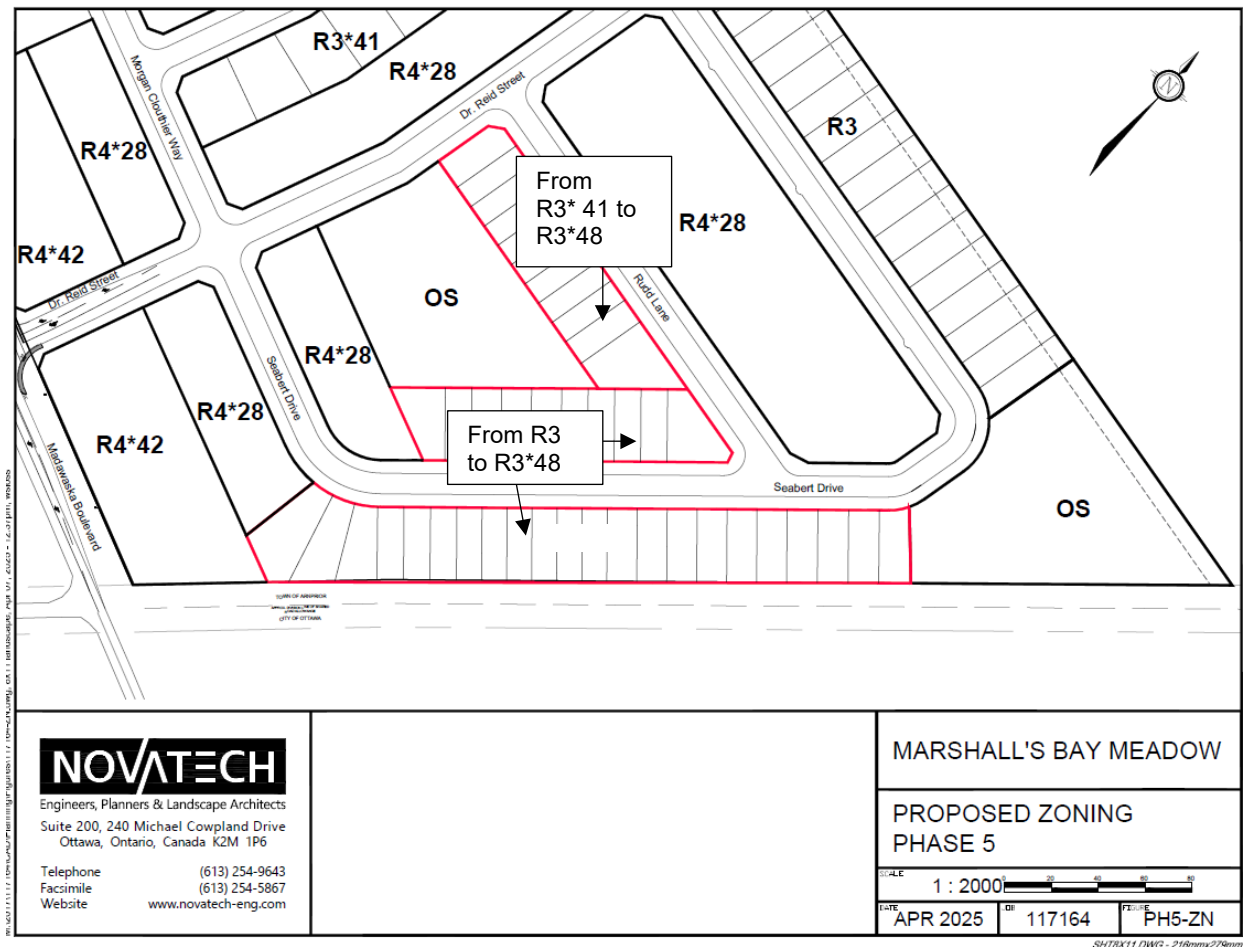 R3*41
R4*28
Morgan Clouthier Way
Dr. Reid Street
R3
R4*28
From
R3* 41 to
R3*48
R4*28
R4*42
Dr. Reid Street
OS
Rudd Lane
R4*28
Seabert Drive
R4*28
R4*42
From R3
to R3*48
Madawaska Boulevard
Seabert Drive
OS
TOWN OF ARNPRIOR
CITY OF OTTAWA
NOVATECH
Engineers, Planners & Landscape Architects
Suite 200, 240 Michael Cowpland Drive
Ottawa, Ontario, Canada K2M 1P6
Telephone (613) 254-9643
Facsimile (613) 254-5867
Website www.novatech-eng.com
MARSHALL'S BAY MEADOW
PROPOSED ZONING
PHASE 5
SCALE
1 : 2000
0 20 40 60 80
DATE JOB FIGURE
APR 2025 117164 PH5-ZN
SHT8X11.DWG - 216mmx279mm
N